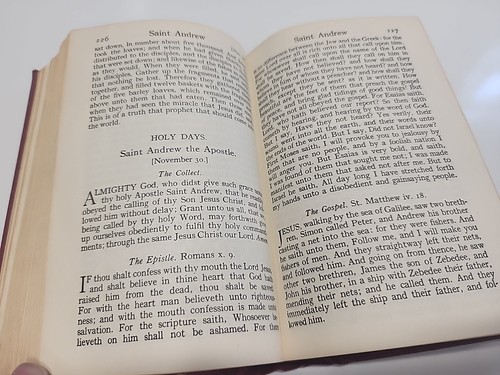 226 Saint Andrew
set down, in number about five thousand.
took the loaves; and when he had given
distributed to the disciples, and the disciples
that were set down; and likewise of the fishes
as they would. When they were filled,
his disciples, Gather up the fragments
that nothing be lost. Therefore they gathered
together, and filled twelve baskets with the
of the five barley loaves, which remained
above unto them that had eaten. Then those
when they had seen the miracle that
This is of a truth that prophet that should
the world.
HOLY DAYS.
Saint Andrew the Apostle.
[November 30.]
The Collect.
ALMIGHTY God, who didst give such grace
thy holy Apostle Saint Andrew, that he
obeyed the calling of thy Son Jesus Christ, and
lowed him without delay; Grant unto us all, that
being called by thy holy Word, may forthwith
up ourselves obediently to fulfil thy holy
ments; through the same Jesus Christ our Lord.
The Epistle. Romans x. 9.
IF thou shalt confess with thy mouth the Lord
and shalt believe in thine heart that God
raised him from the dead, thou shalt be saved.
For with the heart man believeth unto righteous-
ness; and with the mouth confession is made unto
salvation. For the scripture saith, Whosoever
lieveth on him shall not be ashamed. For there
Saint Andrew 227
difference between the Jew and the Greek: for the
over all is rich unto all that call upon him.
shall call upon the name of the Lord
How then shall they call on him in
they have not believed? and how shall they
of whom they have not heard? and how
hear without a preacher? and how shall they
except they be sent? as it is written, How
beautiful are the feet of them that preach the gospel
of peace, and bring glad tidings of good things! But
they have not all obeyed the gospel. For Esaias saith,
Lord, who hath believed our report? So then faith
cometh by hearing, and hearing by the word of God.
But I say, Have they not heard? Yes verily, their
sound went into all the earth, and their words unto
the ends of the world. But I say, Did not Israel know?
First Moses saith, I will provoke you to jealousy by
them that are no people, and by a foolish nation I
will anger you. But Esaias is very bold, and saith,
I was found of them that sought me not; I was made
manifest unto them that asked not after me. But to
Israel he saith, All day long I have stretched forth
my hands unto a disobedient and gainsaying people.
The Gospel. St. Matthew iv. 18.
JESUS, walking by the sea of Galilee, saw two breth-
ren, Simon called Peter, and Andrew his brother
casting a net into the sea: for they were fishers. And
he saith unto them, Follow me, and I will make you
fishers of men. And they straightway left their nets,
and followed him. And going on from thence, he saw
other two brethren, James the son of Zebedee, and
John his brother, in a ship with Zebedee their father,
mending their nets; and he called them. And they
immediately left the ship and their father, and fol-
lowed him.